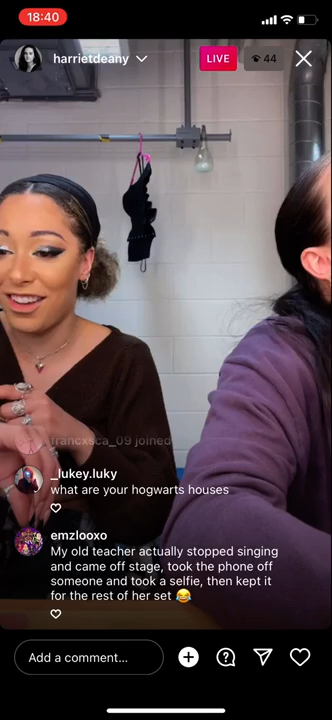 18:40
harrietdeany
LIVE
44
francxsca_09 joined
_lukey.luky
what are your hogwarts houses
emzlooxo
My old teacher actually stopped singing
and came off stage, took the phone off
someone and took a selfie, then kept it
for the rest of her set 😂
Add a comment...